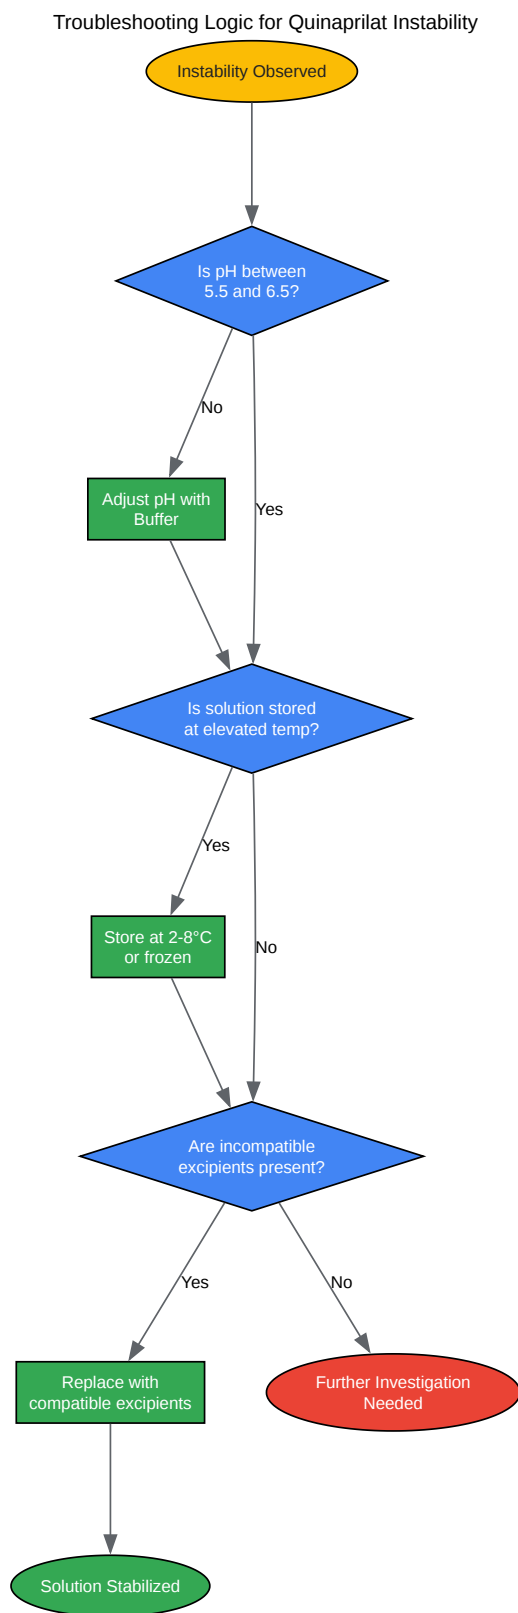 Troubleshooting Logic for Quinaprilat Instability
Instability Observed
Is pH between
5.5 and 6.5?
No
Adjust pH with
Buffer
Yes
Is solution stored
at elevated temp?
Yes
Store at 2-8°C
or frozen
No
Are incompatible
excipients present?
Yes
No
Replace with
compatible excipients
Further Investigation
Needed
Solution Stabilized